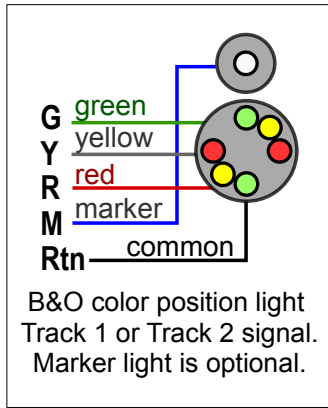 G green
Y yellow
R red
M marker
Rtn common
B&O color position light
Track 1 or Track 2 signal.
Marker light is optional.